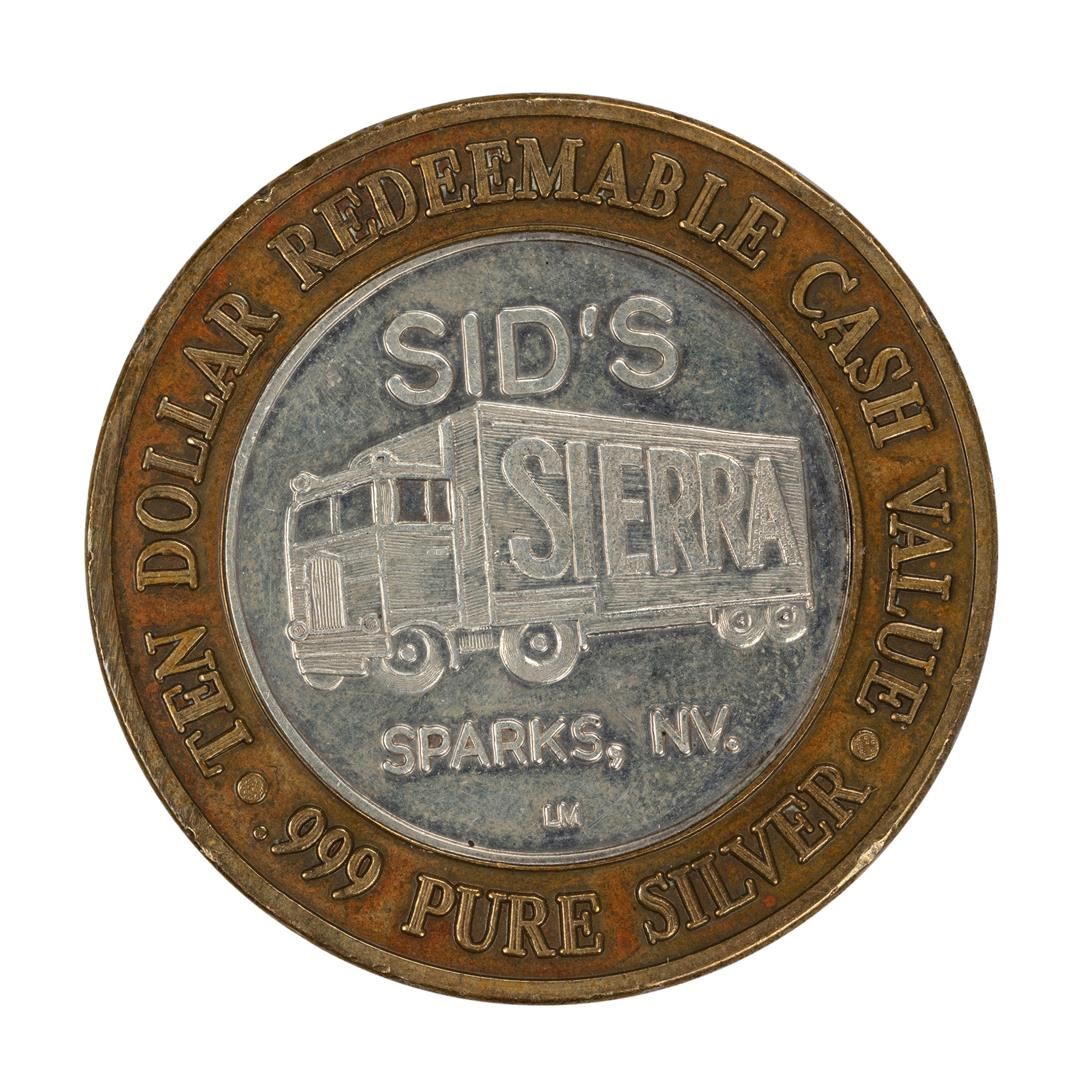 TEN DOLLAR REDEEMABLE CASH VALUE
SID'S
SIERRA
SPARKS, NV.
LM
.999 PURE SILVER